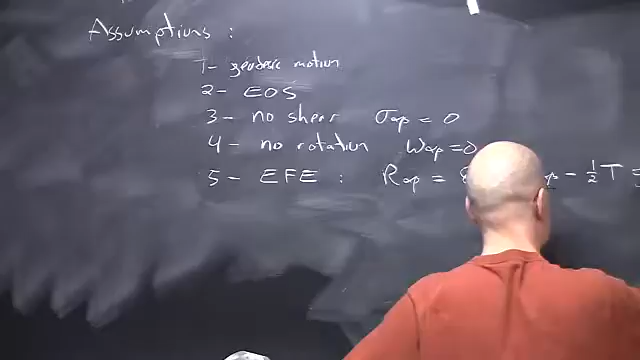 Assumptions :
1- geodesic motion
2- EOS
3- no shear σαβ = 0
4- no rotation ωαβ = 0
5- EFE : Rαβ = αβ - 1/2 T